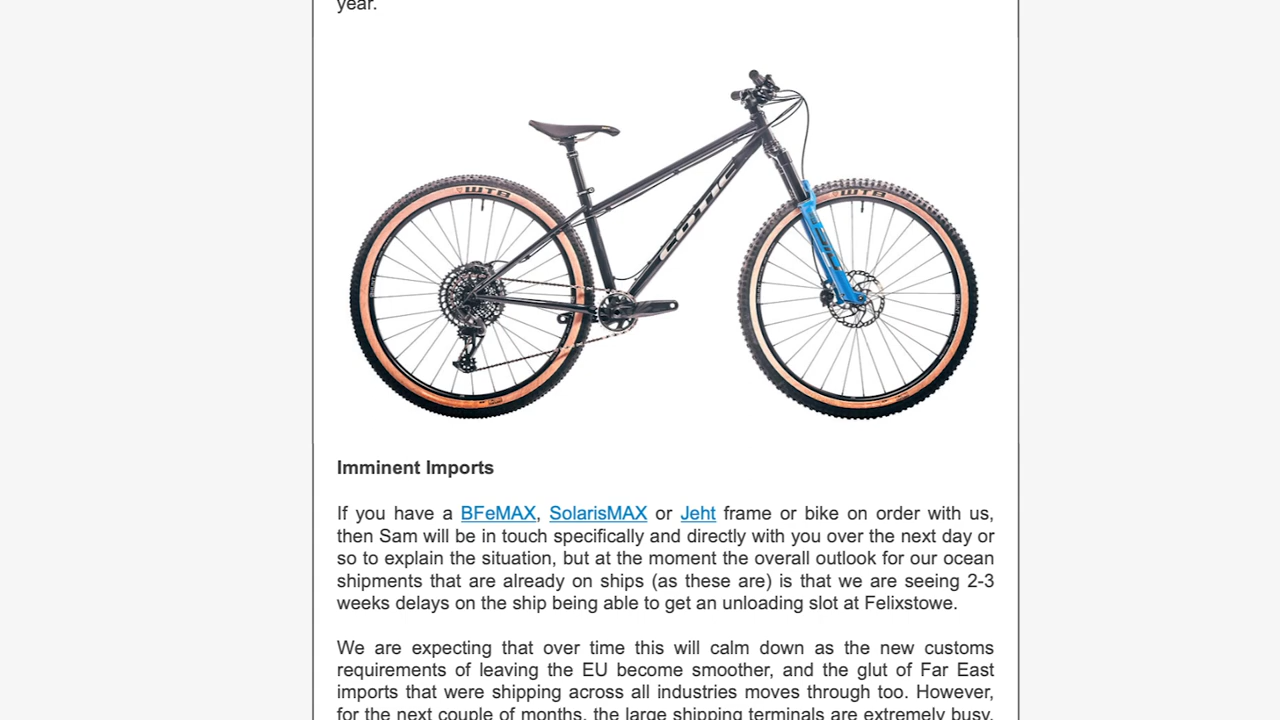 year.
WTB
WTB
COTIC
Imminent Imports
If you have a BFeMAX, SolarisMAX or Jeht frame or bike on order with us,
then Sam will be in touch specifically and directly with you over the next day or
so to explain the situation, but at the moment the overall outlook for our ocean
shipments that are already on ships (as these are) is that we are seeing 2-3
weeks delays on the ship being able to get an unloading slot at Felixstowe.
We are expecting that over time this will calm down as the new customs
requirements of leaving the EU become smoother, and the glut of Far East
imports that were shipping across all industries moves through too. However,
for the next couple of months, the large shipping terminals are extremely busy.